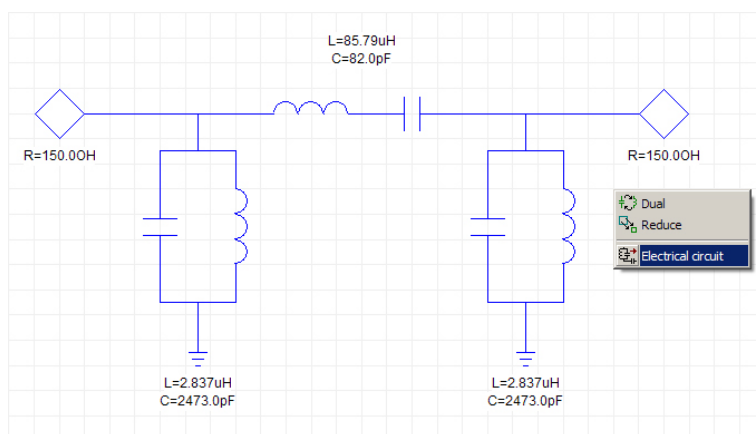 L=85.79uH
C=82.0pF
R=150.0OH
R=150.0OH
Dual
Reduce
Electrical circuit
L=2.837uH
C=2473.0pF
L=2.837uH
C=2473.0pF